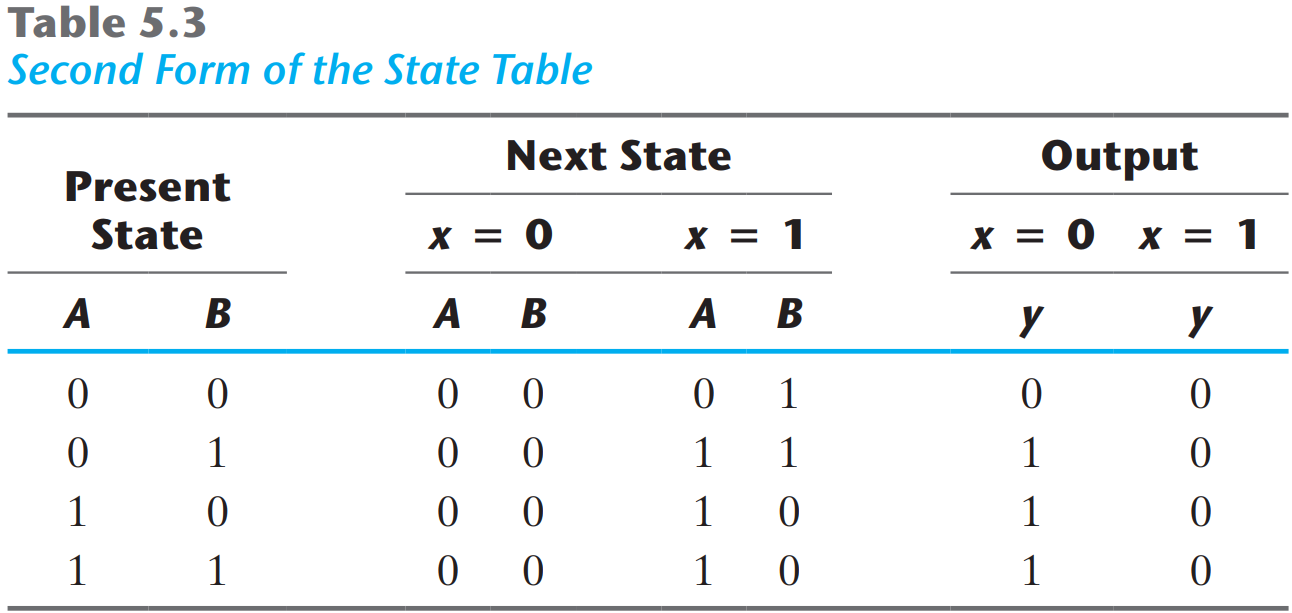 Table 5.3
Second Form of the State Table
Present State Next State Output
x = 0 x = 1 x = 0 x = 1
A B A B A B y y
0 0 0 0 0 1 0 0
0 1 0 0 1 1 1 0
1 0 0 0 1 0 1 0
1 1 0 0 1 0 1 0